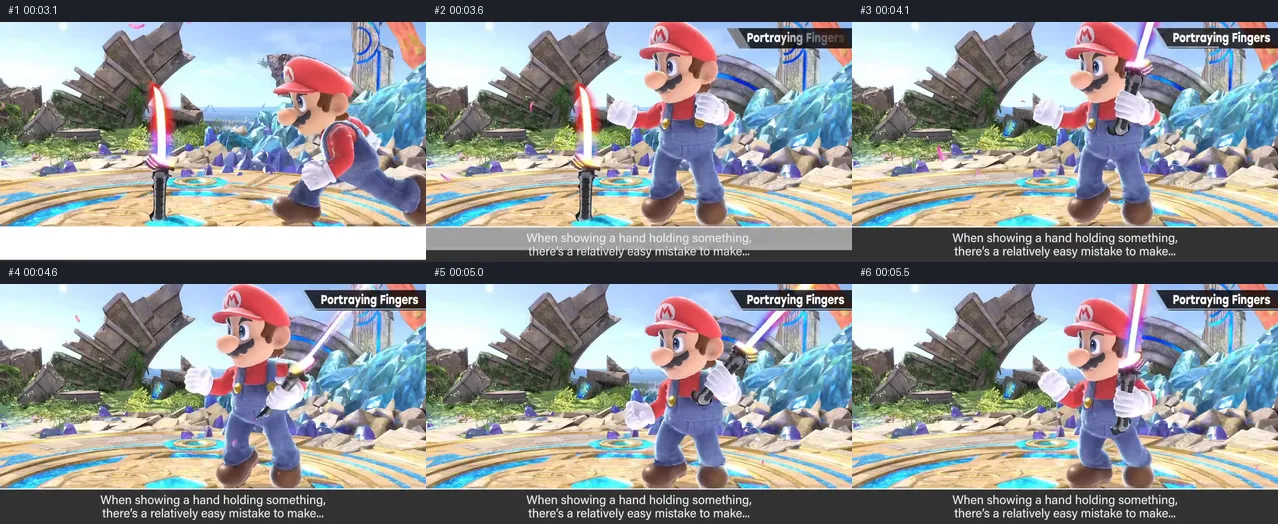 #1 00:03.1
#2 00:03.6
#3 00:04.1
Portraying Fingers
Portraying Fingers
When showing a hand holding something,
there's a relatively easy mistake to make...
When showing a hand holding something,
there's a relatively easy mistake to make...
#4 00:04.6
#5 00:05.0
#6 00:05.5
Portraying Fingers
Portraying Fingers
Portraying Fingers
When showing a hand holding something,
there's a relatively easy mistake to make...
When showing a hand holding something,
there's a relatively easy mistake to make...
When showing a hand holding something,
there's a relatively easy mistake to make...